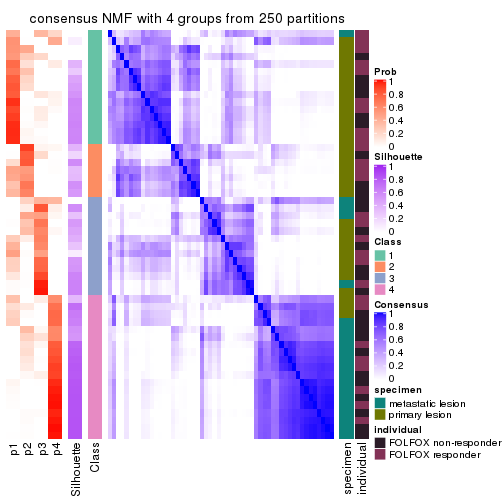 consensus NMF with 4 groups from 250 partitions
Prob
1
0.8
0.6
0.4
0.2
0
Silhouette
1
0.8
0.6
0.4
0.2
0
Class
1
2
3
4
Consensus
1
0.8
0.6
0.4
0.2
0
specimen
metastatic lesion
primary lesion
individual
FOLFOX non-responder
FOLFOX responder
p1
p2
p3
p4
Silhouette
Class
specimen
individual